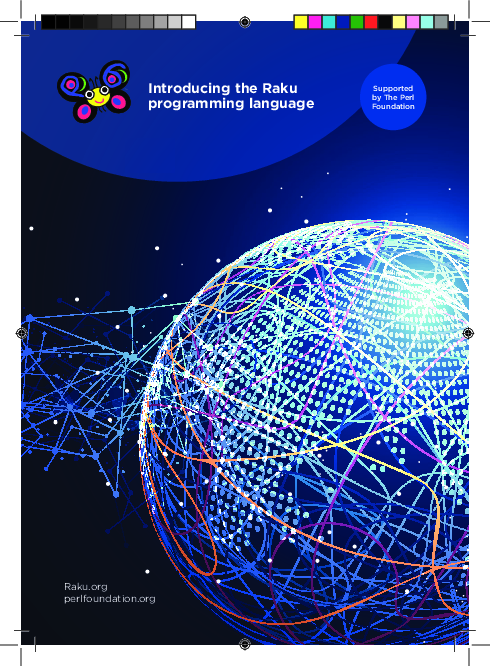 Introducing the Raku
programming language
Supported
by The Perl
Foundation
Raku.org
perlfoundation.org